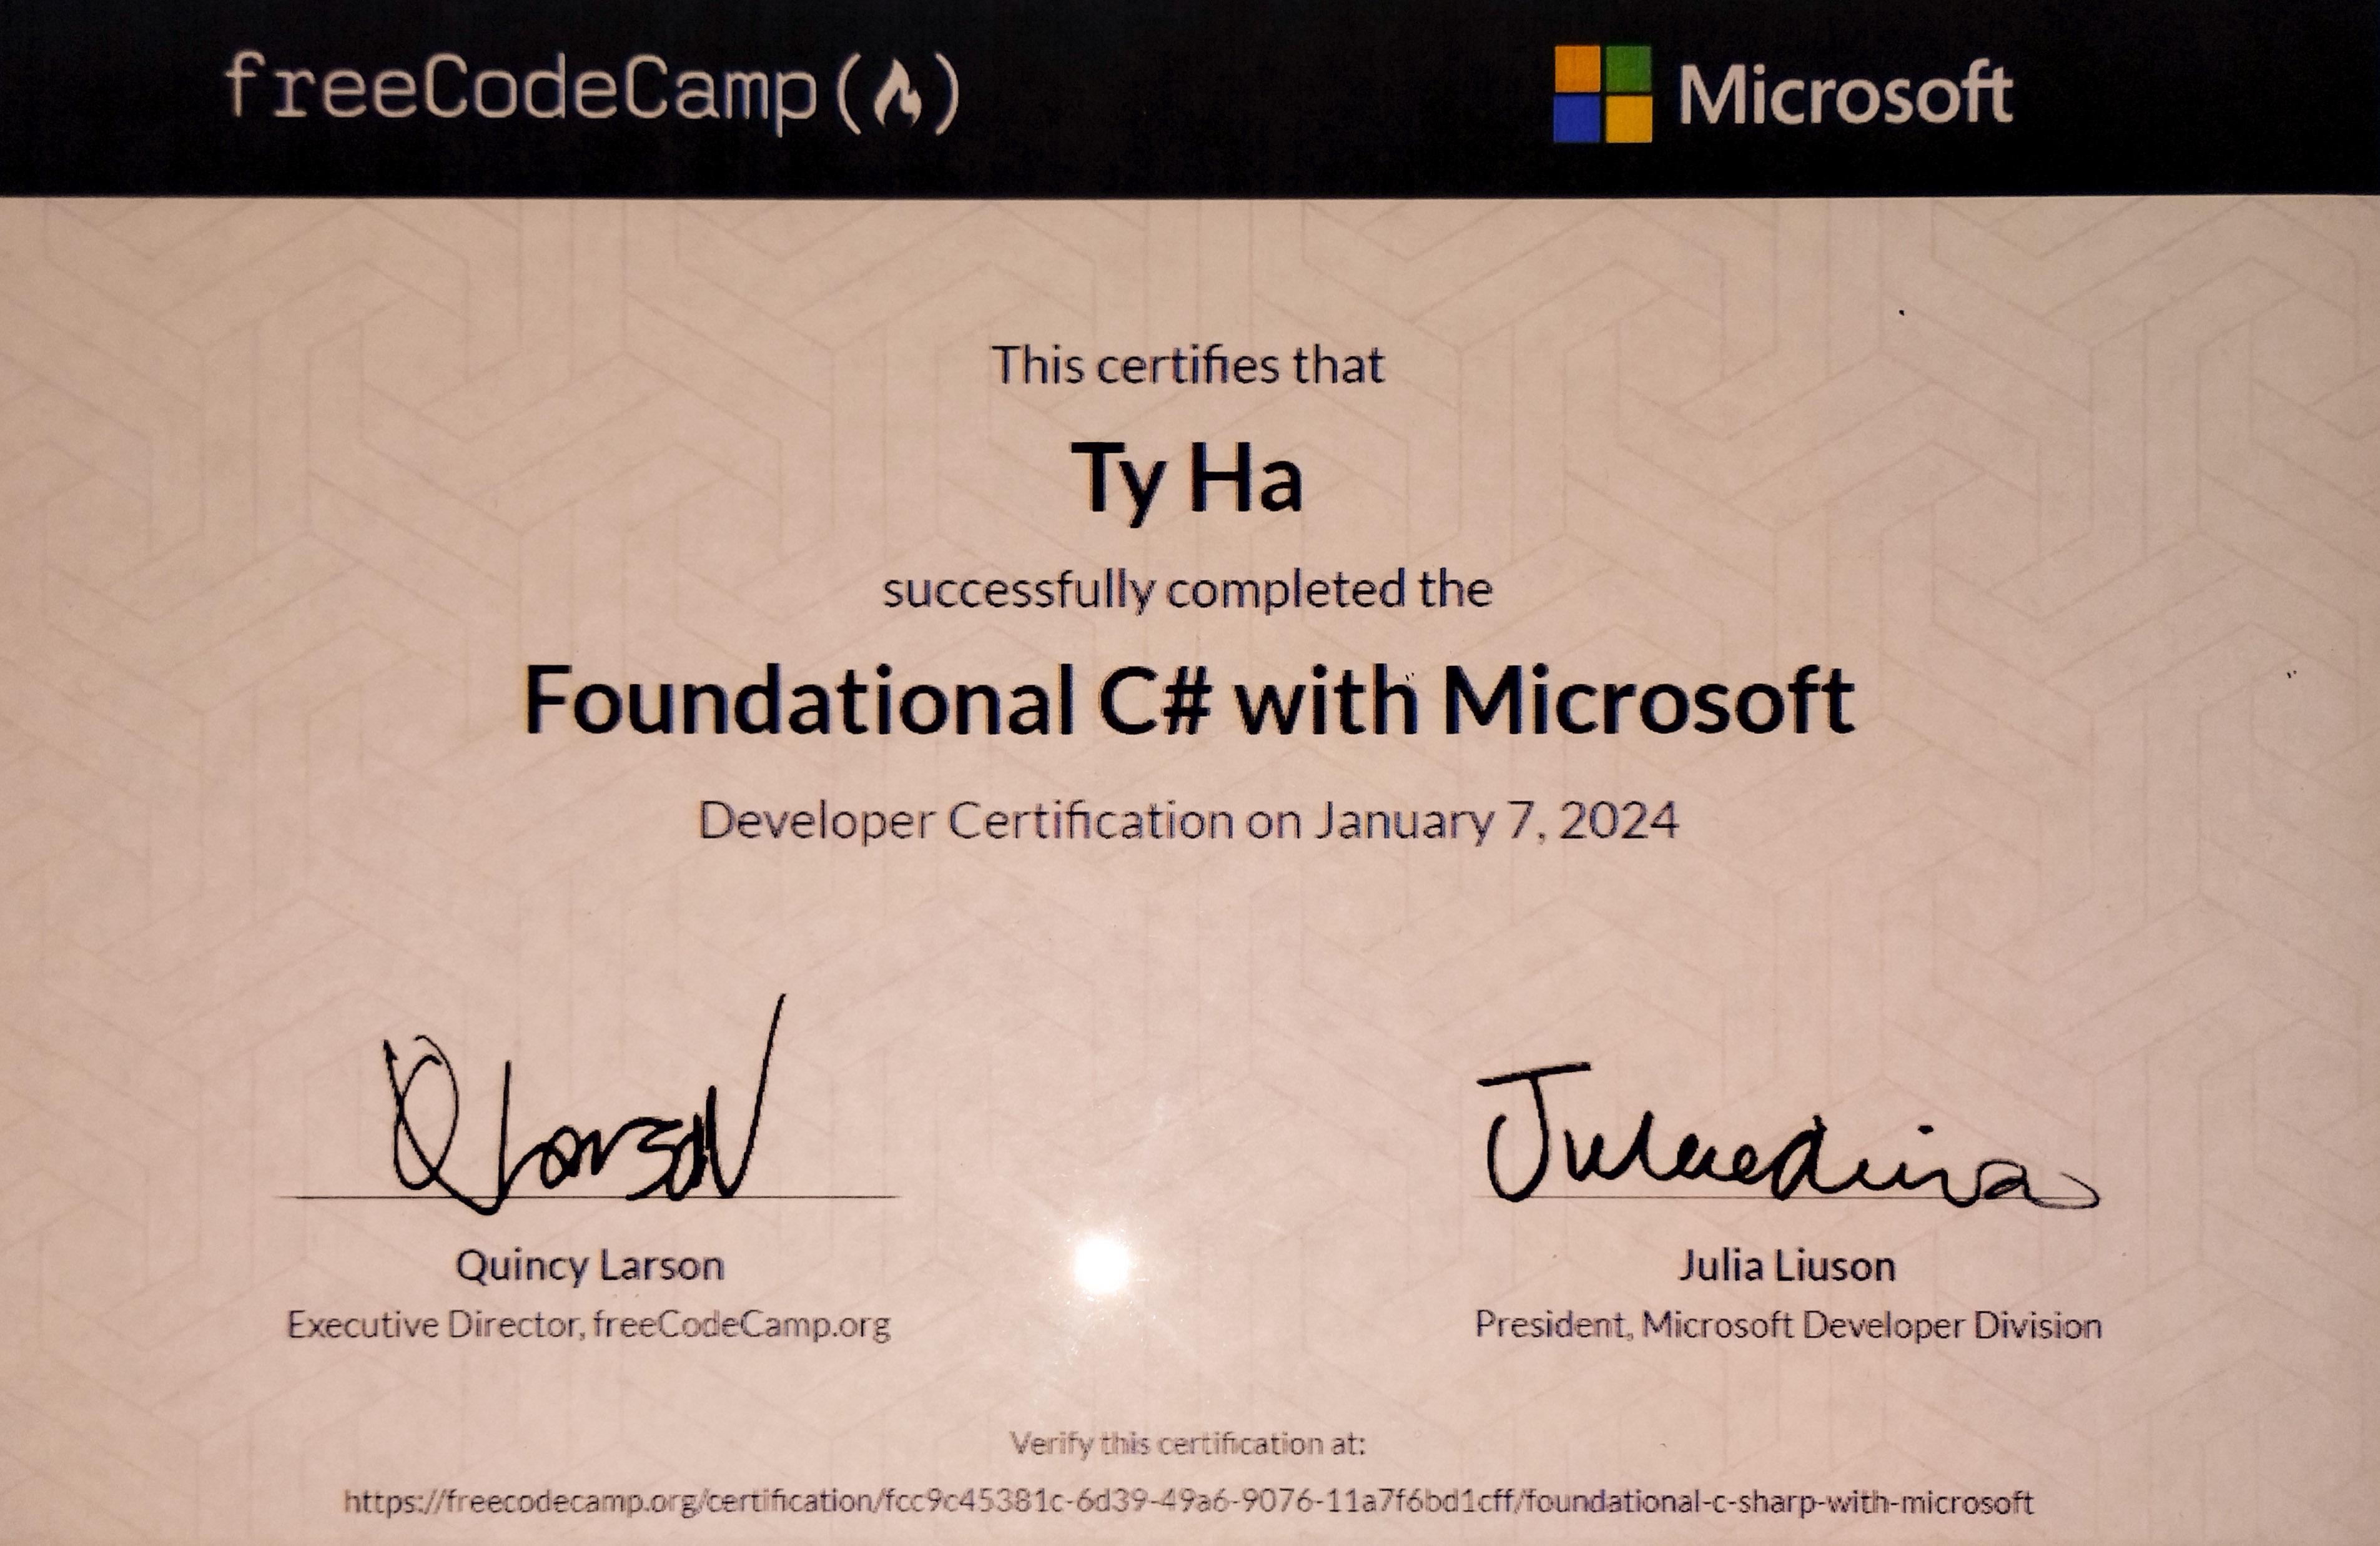 freeCodeCamp(🔥)
Microsoft
This certifies that
Ty Ha
successfully completed the
Foundational C# with Microsoft
Developer Certification on January 7, 2024
QLarson
Quincy Larson
Julia Liuson
Executive Director, freeCodeCamp.org
President, Microsoft Developer Division
Verify this certification at:
https://freecodecamp.org/certification/fcc9c45381c-6d39-49a6-9076-11a7f6bd1cff/foundational-c-sharp-with-microsoft